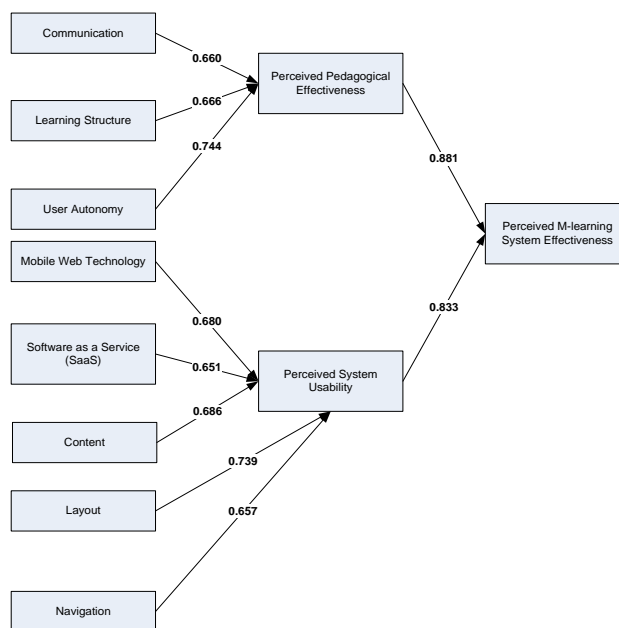 Communication
0.660
Perceived Pedagogical
Effectiveness
Learning Structure
0.666
0.744
0.881
User Autonomy
Perceived M-learning
System Effectiveness
Mobile Web Technology
0.680
0.833
Software as a Service
(SaaS)
0.651
Perceived System
Usability
0.686
Content
0.739
Layout
0.657
Navigation